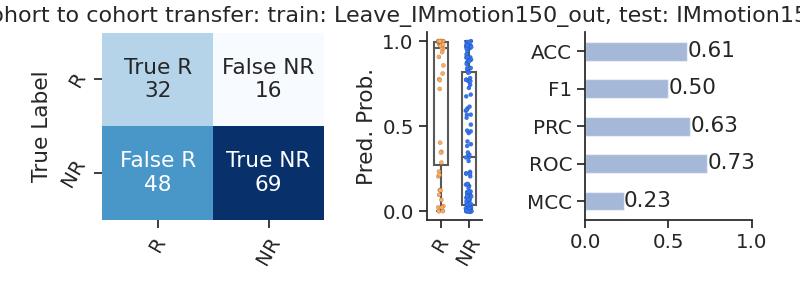 ohort to cohort transfer: train: Leave_IMmotion150_out, test: IMmotion15
True Label
R
NR
True R
32
False NR
16
False R
48
True NR
69
R
NR
Pred. Prob.
1.0
0.5
0.0
R
NR
ACC
F1
PRC
ROC
MCC
0.61
0.50
0.63
0.73
0.23
0.0
0.5
1.0